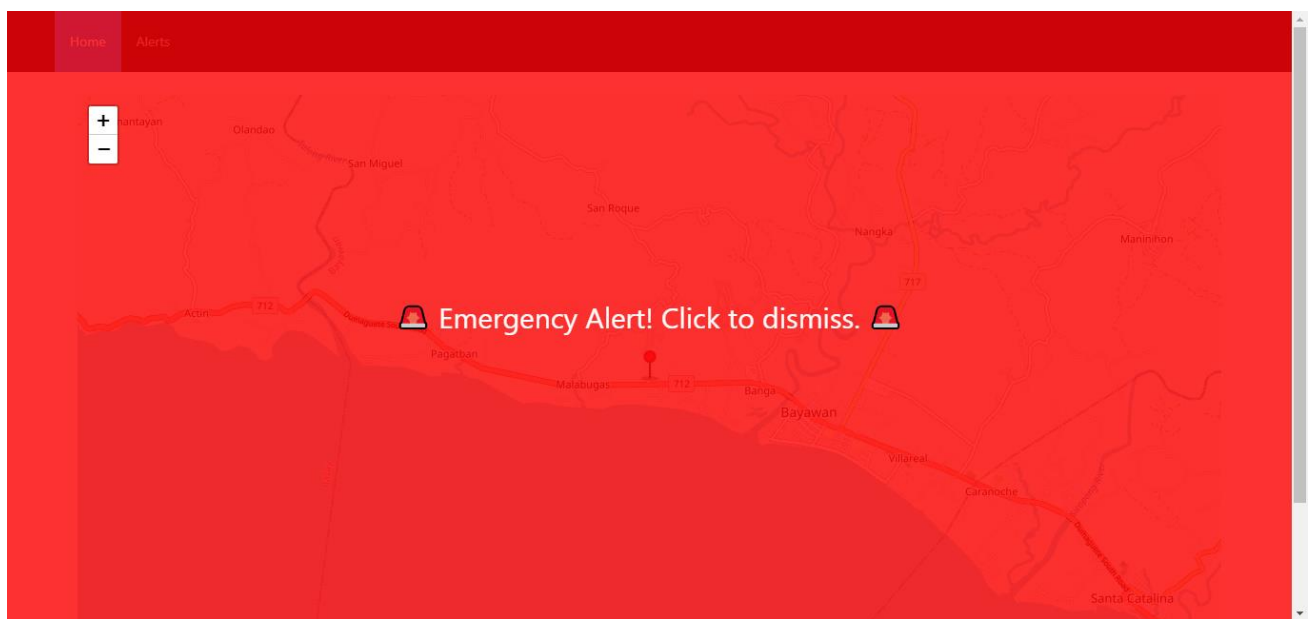 Home Alerts
+
−
Olandao
San Miguel
San Roque
Nangka
Maninihon
717
Actin
712
🚨 Emergency Alert! Click to dismiss. 🚨
Pagatban
Malabugas
712
Banga
Bayawan
Villareal
Caranoche
Santa Catalina